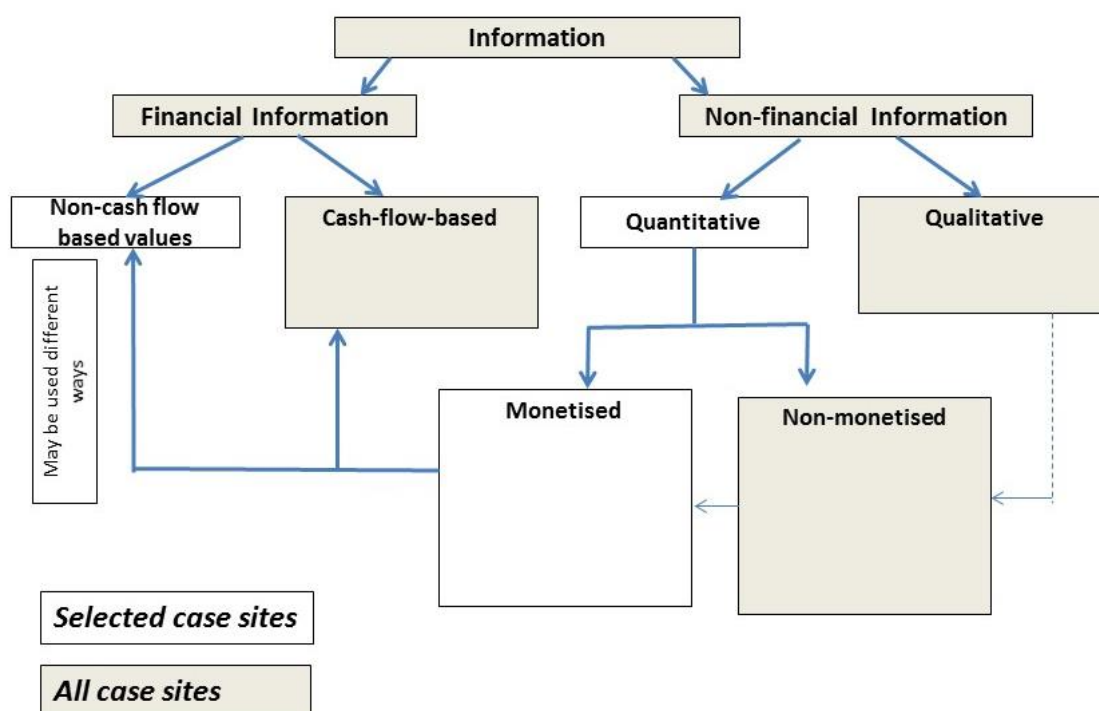 Information
Financial Information
Non-financial Information
Non-cash flow
based values
Cash-flow-based
Quantitative
Qualitative
May be used different
ways
Monetised
Non-monetised
Selected case sites
All case sites